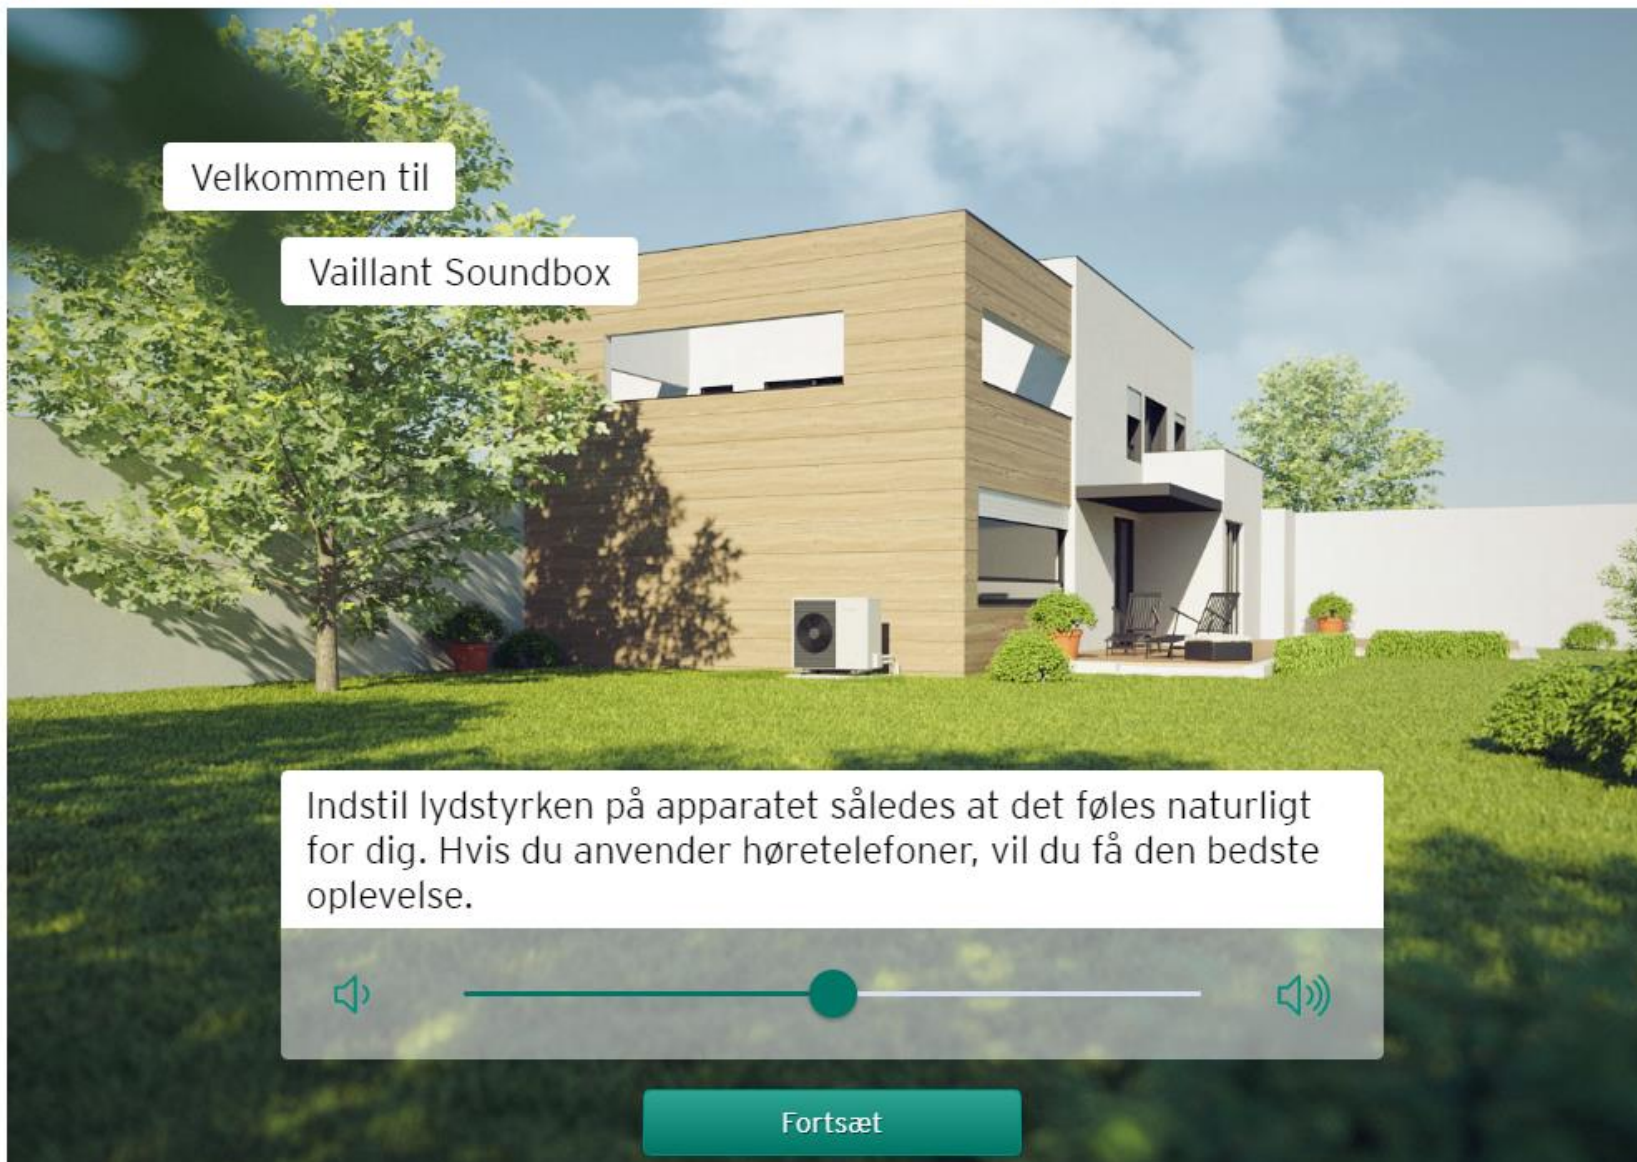 Velkommen til
Vaillant Soundbox
Indstil lydstyrken på apparatet således at det føles naturligt
for dig. Hvis du anvender høretelefoner, vil du få den bedste
oplevelse.
Fortsæt